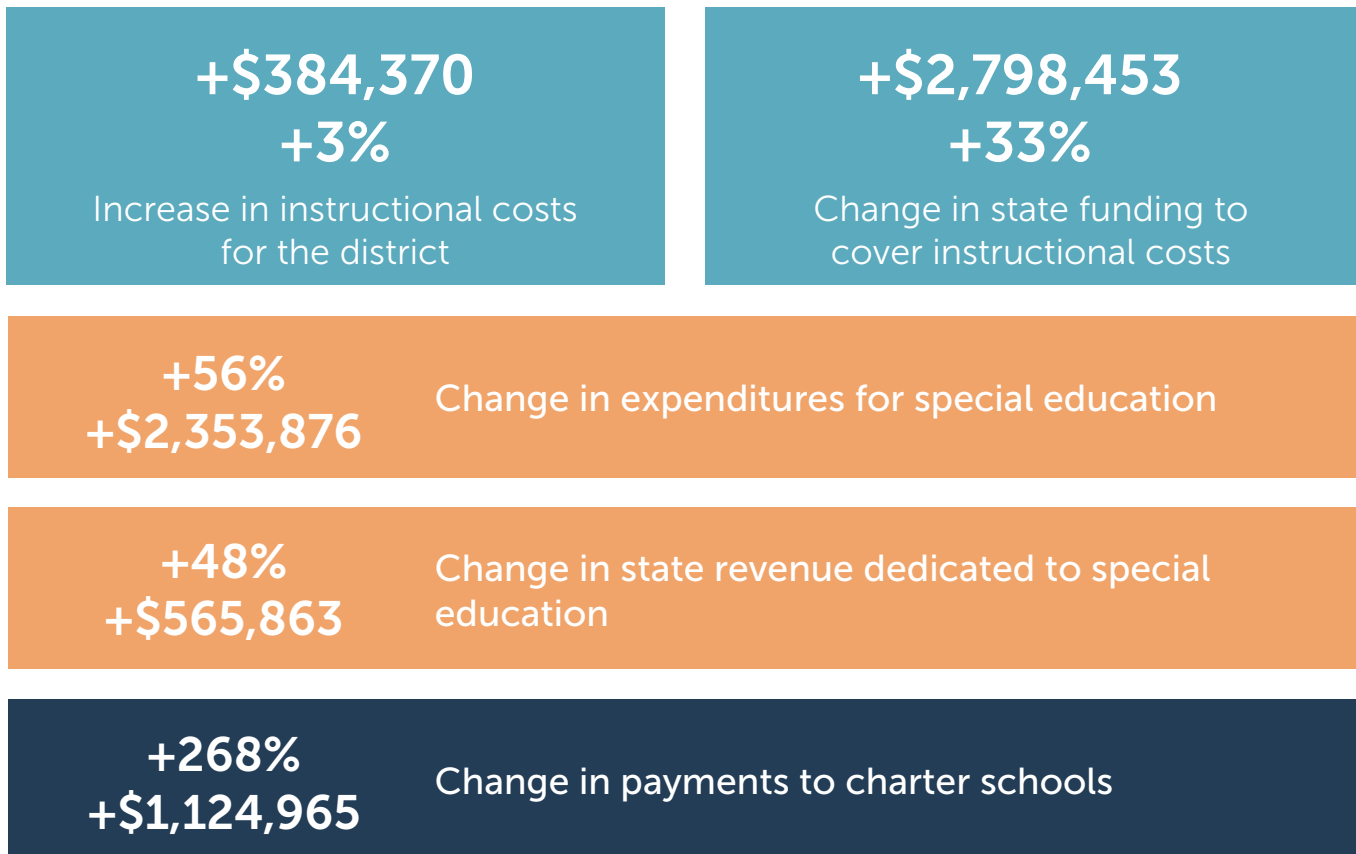 +$384,370
+3%
Increase in instructional costs
for the district
+$2,798,453
+33%
Change in state funding to
cover instructional costs
+56%
+$2,353,876
Change in expenditures for special education
+48%
+$565,863
Change in state revenue dedicated to special
education
+268%
+$1,124,965
Change in payments to charter schools